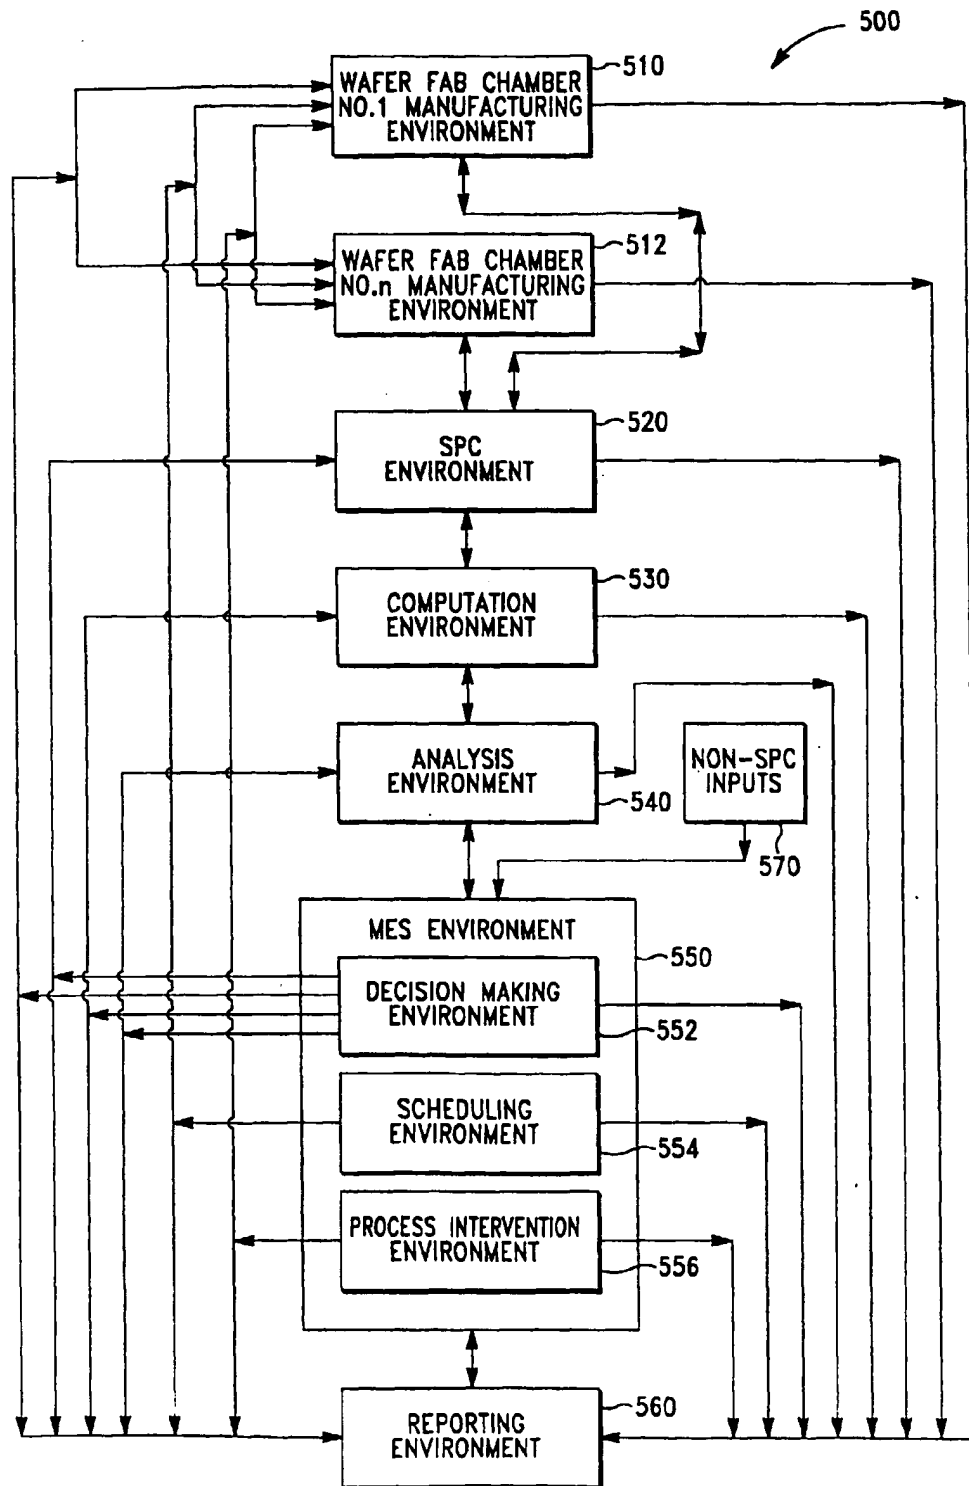 500
WAFER FAB CHAMBER
NO.1 MANUFACTURING
ENVIRONMENT
510
WAFER FAB CHAMBER
NO.n MANUFACTURING
ENVIRONMENT
512
SPC
ENVIRONMENT
520
COMPUTATION
ENVIRONMENT
530
ANALYSIS
ENVIRONMENT
540
NON-SPC
INPUTS
570
MES ENVIRONMENT
550
DECISION MAKING
ENVIRONMENT
552
SCHEDULING
ENVIRONMENT
554
PROCESS INTERVENTION
ENVIRONMENT
556
REPORTING
ENVIRONMENT
560